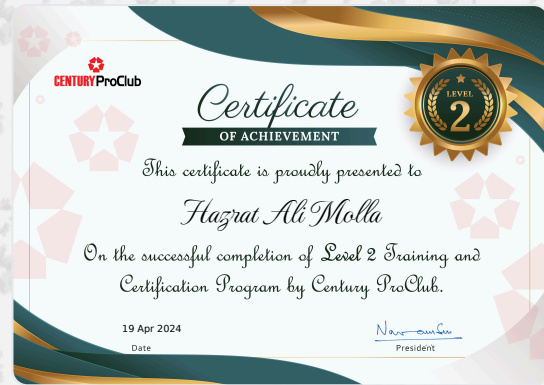 CENTURY ProClub
Certificate
OF ACHIEVEMENT
LEVEL
2
This certificate is proudly presented to
Hazrat Ali Molla
On the successful completion of Level 2 Training and
Certification Program by Century ProClub.
19 Apr 2024
Date
President